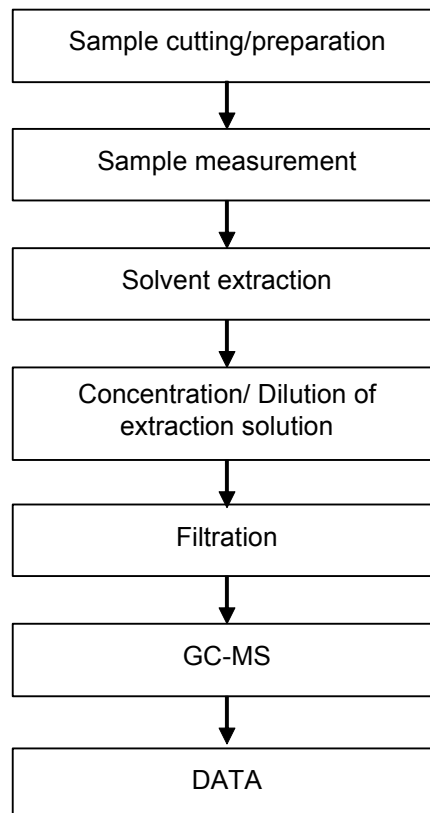 Sample cutting/preparation
Sample measurement
Solvent extraction
Concentration/ Dilution of
extraction solution
Filtration
GC-MS
DATA